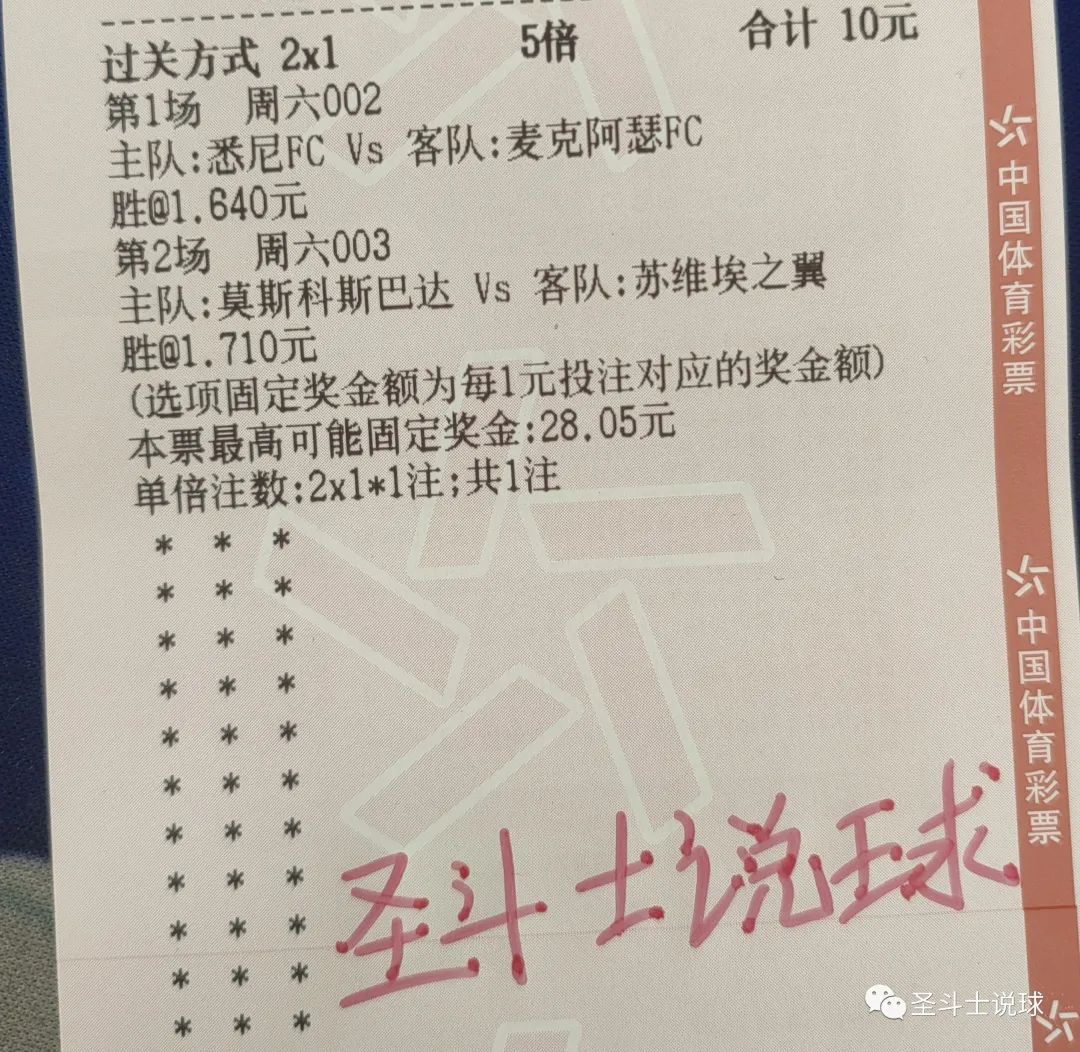 过关方式 2x1 5倍 合计 10元
第1场 周六002
主队:悉尼FC Vs 客队:麦克阿瑟FC
胜@1.640元
第2场 周六003
主队:莫斯科斯巴达 Vs 客队:苏维埃之翼
胜@1.710元
(选项固定奖金额为每1元投注对应的奖金额)
本票最高可能固定奖金:28.05元
单倍注数:2x1*1注;共1注
* * *
* * *
* * *
* * *
* * *
* * *
* * *
* * *
* * *
* * *
* * *
圣斗士说球
中国体育彩票
中国体育彩票
圣斗士说球